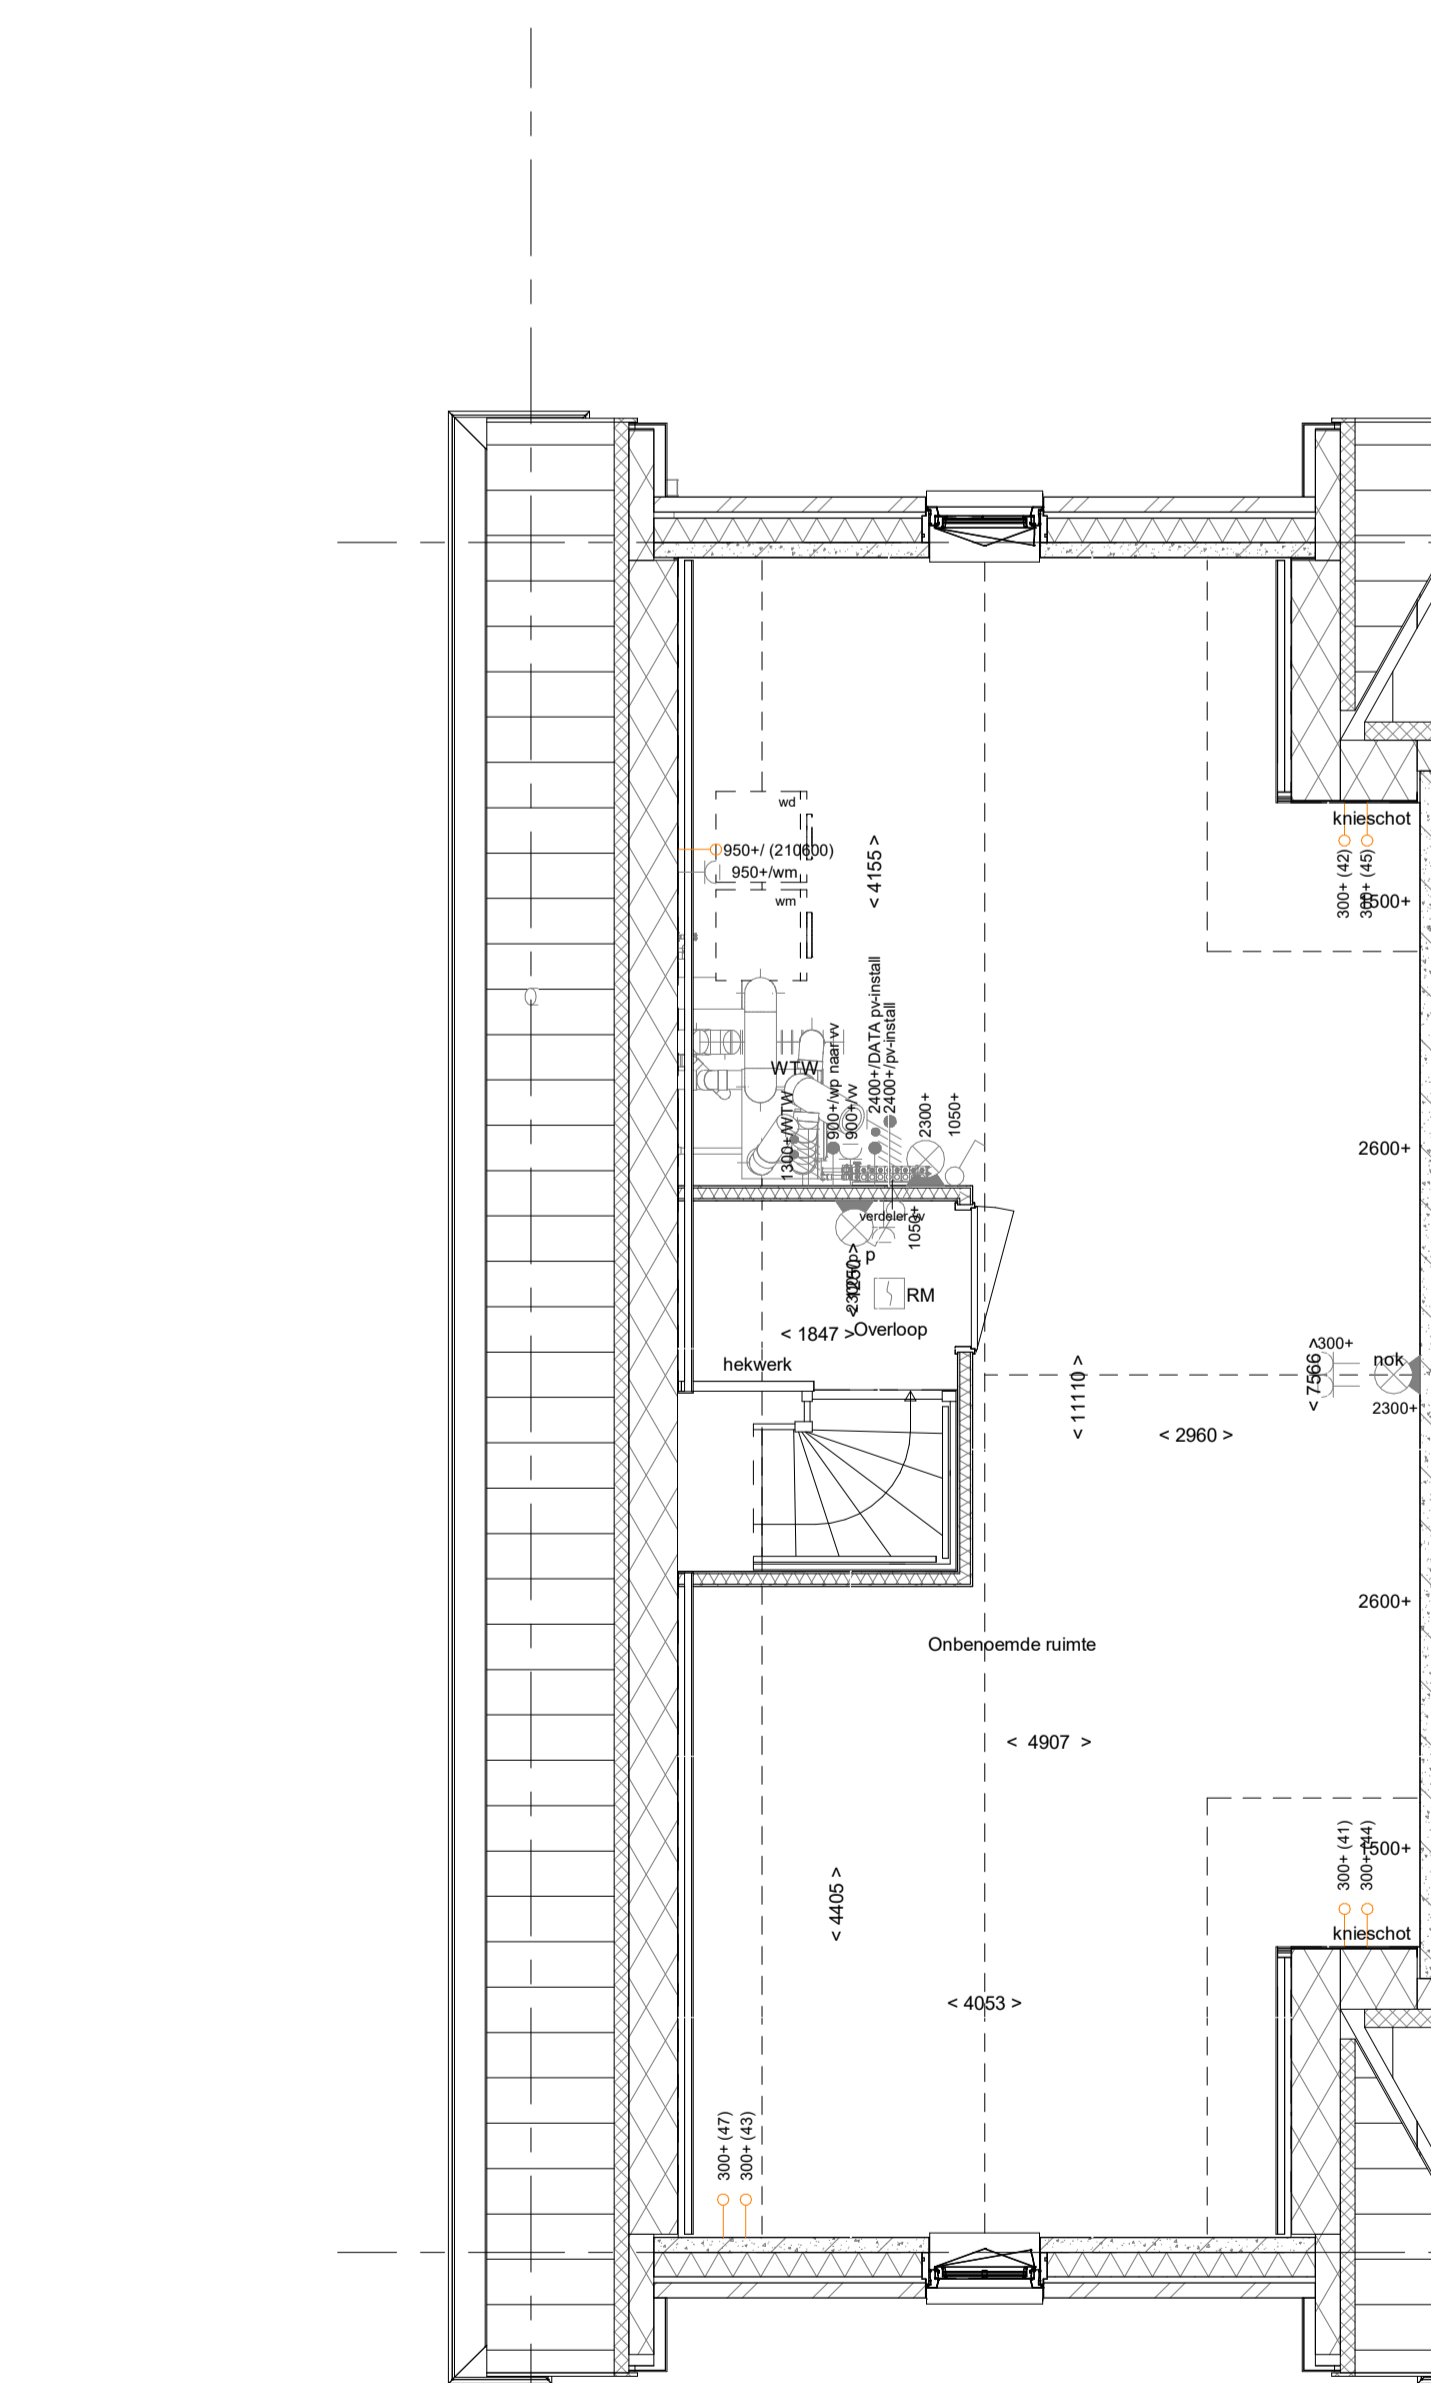 wd
950+/ (210600)
950+/wm
wm
< 4155 >
knieschot
300+ (42)
300+ (45)
1500+
WTW
1300+/WTW
900+/wp naar vv
900+/vv
2400+/DATA pv-install
2400+/pv-install
2300+
1050+
2600+
verdeler vv
1050+
p
RM
< 1847 >
Overloop
hekwerk
< 11110 >
< 7566 >
300+
nok
2300+
< 2960 >
2600+
Onbenoemde ruimte
< 4907 >
300+ (41)
300+ (44)
1500+
knieschot
< 4405 >
< 4053 >
300+ (47)
300+ (43)